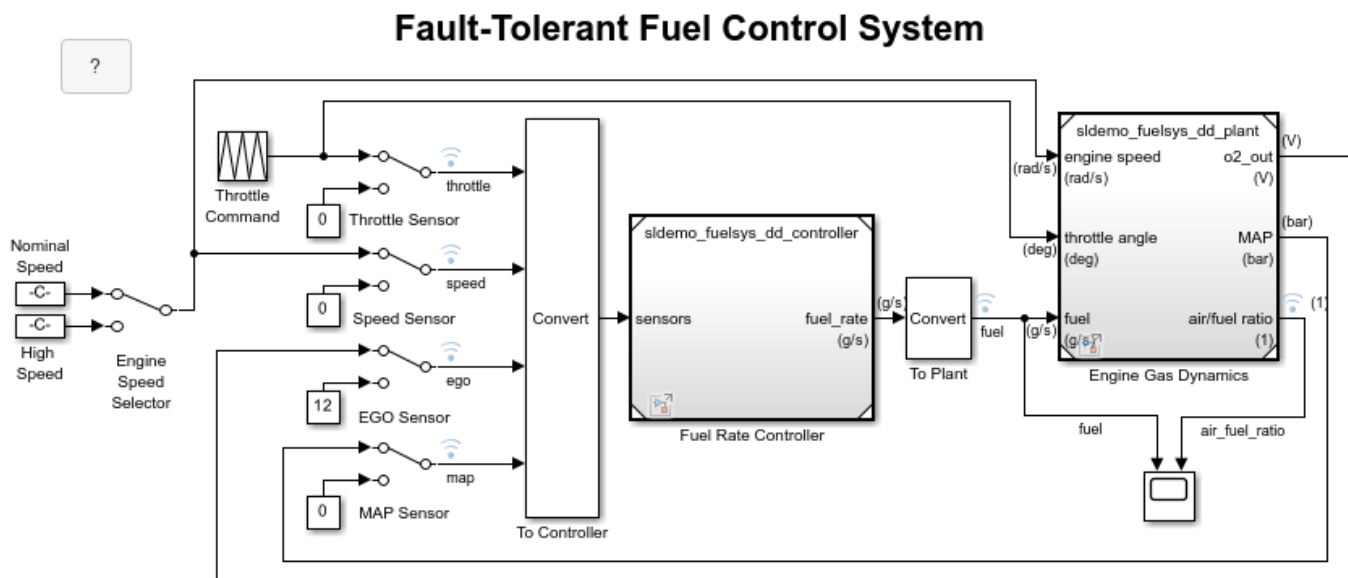 Fault-Tolerant Fuel Control System
?
Throttle
Command
throttle
0
Throttle Sensor
Nominal
Speed
-C-
-C-
High
Speed
Engine
Speed
Selector
speed
0
Speed Sensor
ego
12
EGO Sensor
map
0
MAP Sensor
Convert
To Controller
sldemo_fuelsys_dd_controller
sensors
fuel_rate
(g/s)
Fuel Rate Controller
(g/s)
Convert
To Plant
fuel
(g/s)
(rad/s)
(deg)
sldemo_fuelsys_dd_plant
engine speed
(rad/s)
o2_out
(V)
throttle angle
(deg)
MAP
(bar)
fuel
(g/s)
air/fuel ratio
(1)
Engine Gas Dynamics
(V)
(bar)
(1)
fuel
air_fuel_ratio